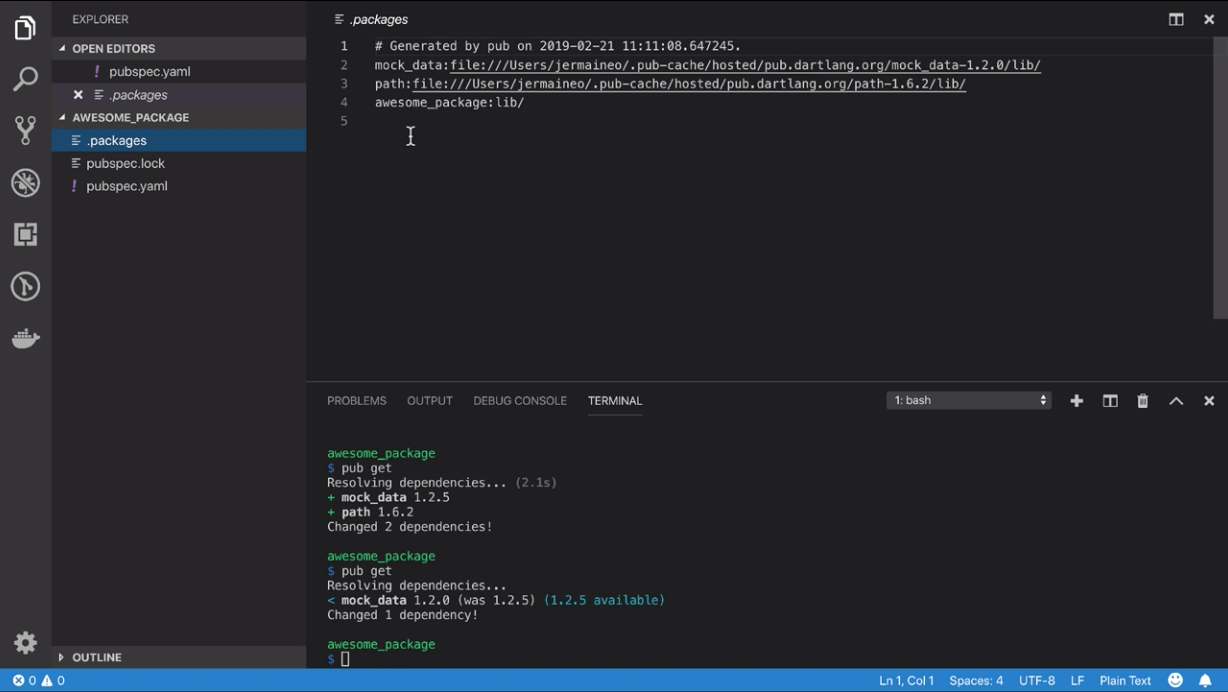 EXPLORER
OPEN EDITORS
! pubspec.yaml
.packages
AWESOME_PACKAGE
.packages
pubspec.lock
! pubspec.yaml
OUTLINE
.packages
1 # Generated by pub on 2019-02-21 11:11:08.647245.
2 mock_data:file:///Users/jermaineo/.pub-cache/hosted/pub.dartlang.org/mock_data-1.2.0/lib/
3 path:file:///Users/jermaineo/.pub-cache/hosted/pub.dartlang.org/path-1.6.2/lib/
4 awesome_package:lib/
5
PROBLEMS OUTPUT DEBUG CONSOLE TERMINAL 1: bash
awesome_package
$ pub get
Resolving dependencies... (2.1s)
+ mock_data 1.2.5
+ path 1.6.2
Changed 2 dependencies!
awesome_package
$ pub get
Resolving dependencies...
< mock_data 1.2.0 (was 1.2.5) (1.2.5 available)
Changed 1 dependency!
awesome_package
$
0 0 Ln 1, Col 1 Spaces: 4 UTF-8 LF Plain Text